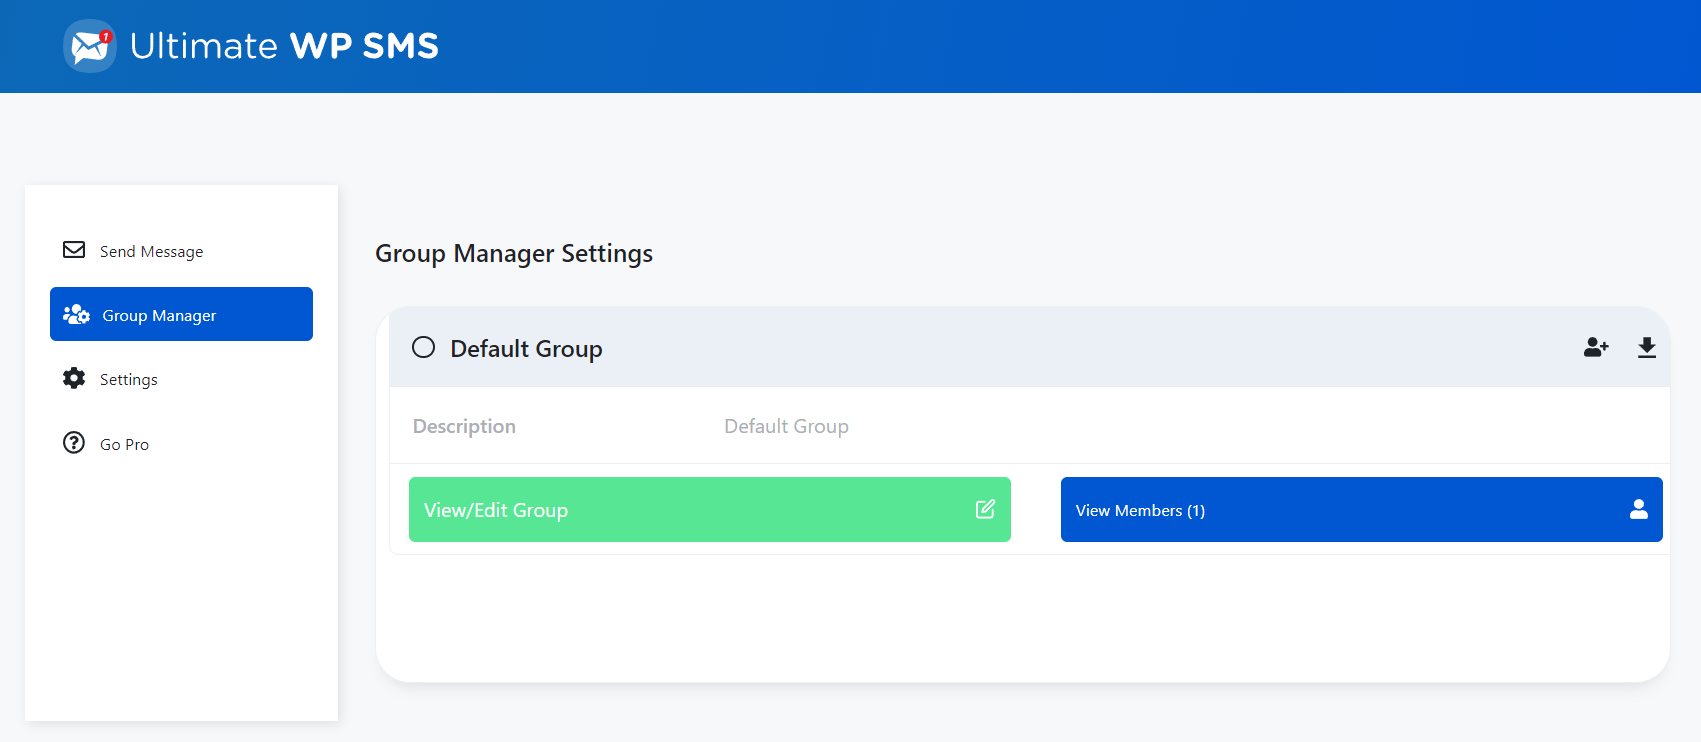 1
Ultimate WP SMS
Send Message
Group Manager
Settings
Go Pro
Group Manager Settings
Default Group
Description Default Group
View/Edit Group
View Members (1)